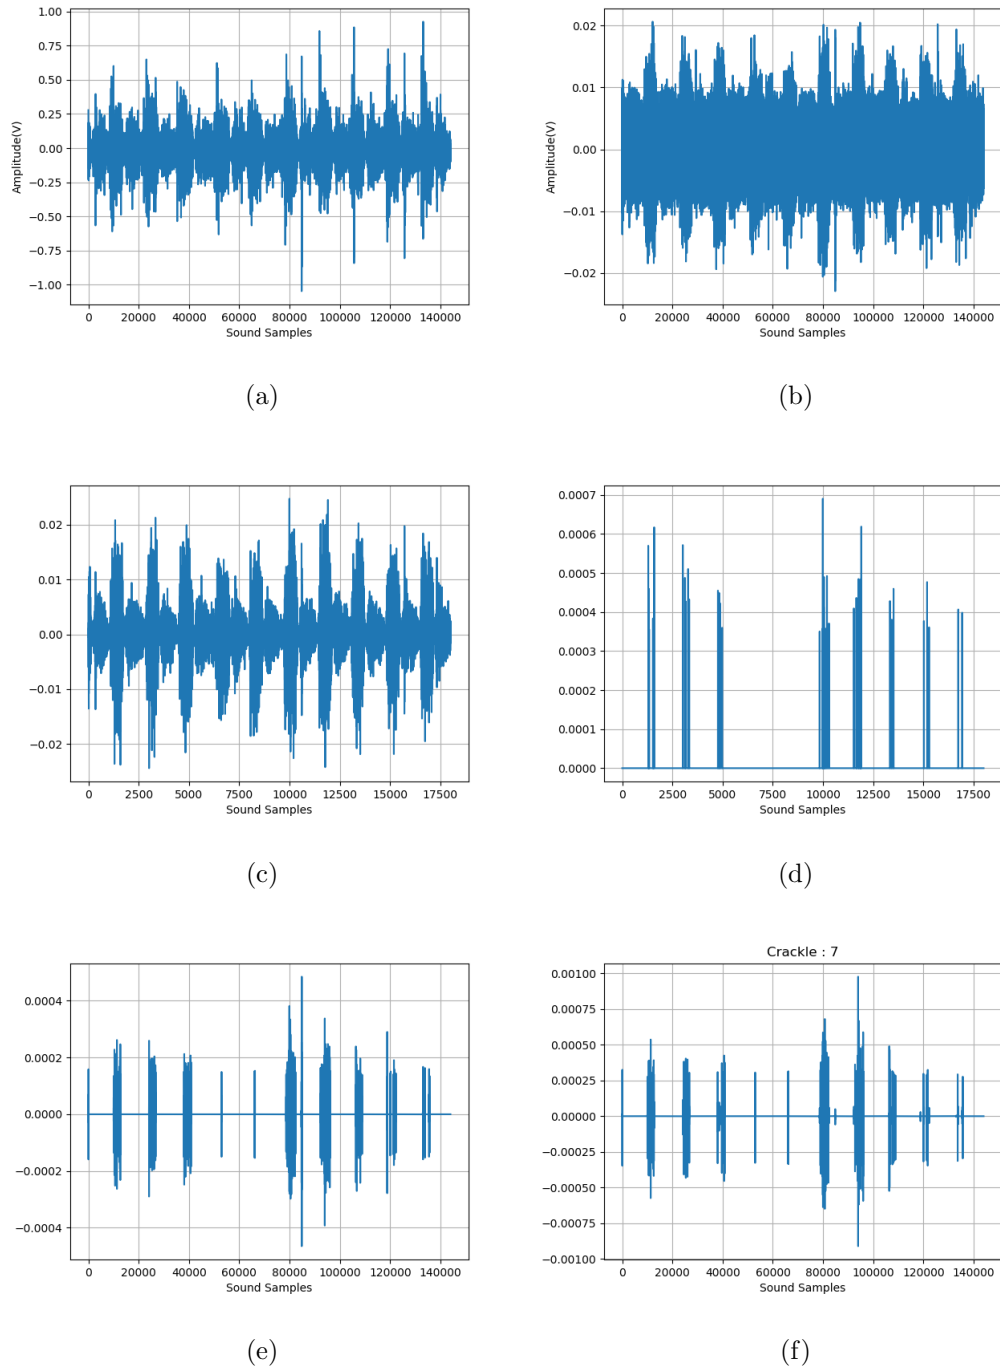 1.00
0.75
0.50
0.25
0.00
−0.25
−0.50
−0.75
−1.00
Amplitude(V)
0 20000 40000 60000 80000 100000 120000 140000
Sound Samples
(a)
0.02
0.01
0.00
−0.01
−0.02
Amplitude(V)
0 20000 40000 60000 80000 100000 120000 140000
Sound Samples
(b)
0.02
0.01
0.00
−0.01
−0.02
0 2500 5000 7500 10000 12500 15000 17500
Sound Samples
(c)
0.0007
0.0006
0.0005
0.0004
0.0003
0.0002
0.0001
0.0000
0 2500 5000 7500 10000 12500 15000 17500
Sound Samples
(d)
0.0004
0.0002
0.0000
−0.0002
−0.0004
0 20000 40000 60000 80000 100000 120000 140000
Sound Samples
(e)
Crackle : 7
0.00100
0.00075
0.00050
0.00025
0.00000
−0.00025
−0.00050
−0.00075
−0.00100
0 20000 40000 60000 80000 100000 120000 140000
Sound Samples
(f)